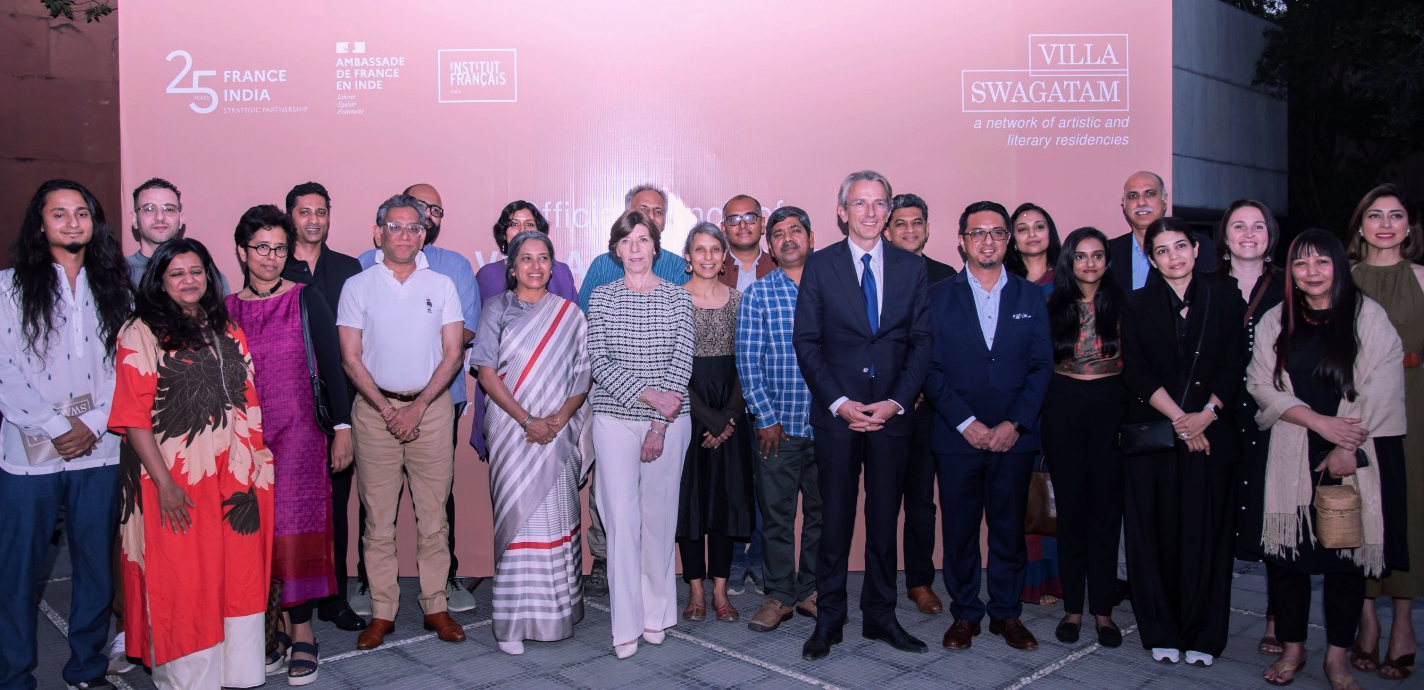 25
YEARS
FRANCE
INDIA
STRATEGIC PARTNERSHIP
AMBASSADE
DE FRANCE
EN INDE
Liberté
Égalité
Fraternité
INSTITUT
FRANÇAIS
VILLA
SWAGATAM
a network of artistic and
literary residencies